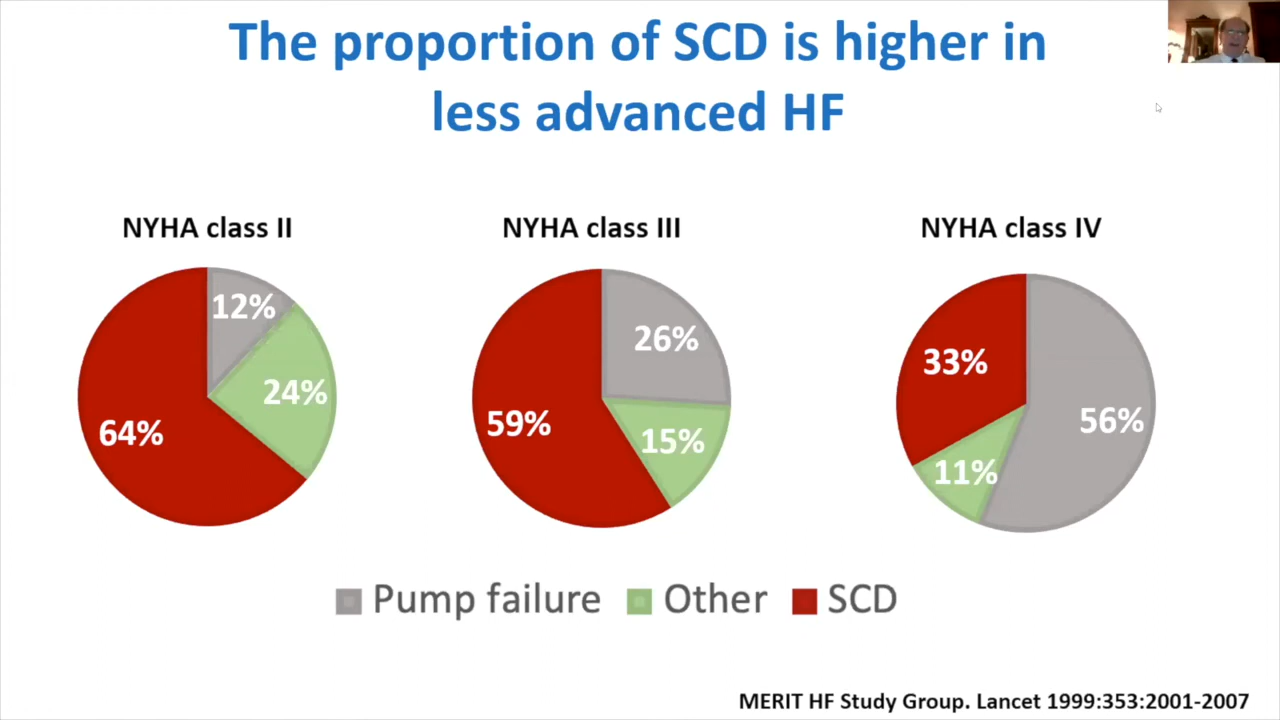 The proportion of SCD is higher in
less advanced HF
NYHA class II
NYHA class III
NYHA class IV
12%
24%
64%
26%
15%
59%
56%
11%
33%
Pump failure
Other
SCD
MERIT HF Study Group. Lancet 1999:353:2001-2007